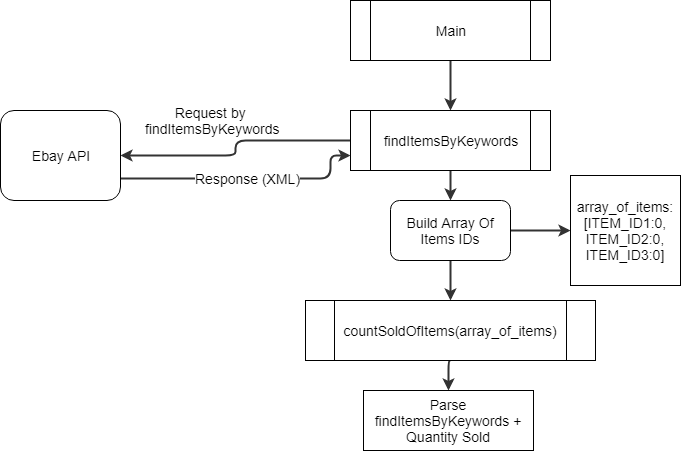 Main
Request by
findItemsByKeywords
findItemsByKeywords
Ebay API
Response (XML)
Build Array Of
Items IDs
array_of_items:
[ITEM_ID1:0,
ITEM_ID2:0,
ITEM_ID3:0]
countSoldOfItems(array_of_items)
Parse
findItemsByKeywords +
Quantity Sold